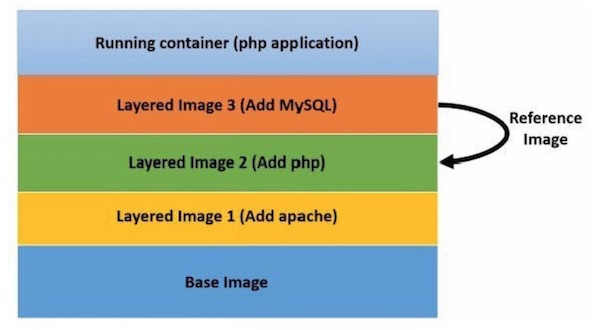 Running container (php application)
Layered Image 3 (Add MySQL)
Reference
Image
Layered Image 2 (Add php)
Layered Image 1 (Add apache)
Base Image